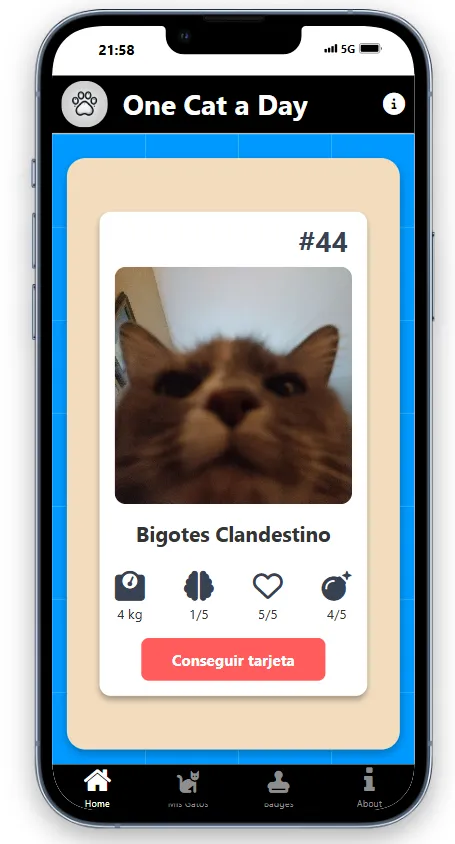 21:58
5G
One Cat a Day
#44
Bigotes Clandestino
4 kg
1/5
5/5
4/5
Conseguir tarjeta
Home
Mis Gatos
Badges
About